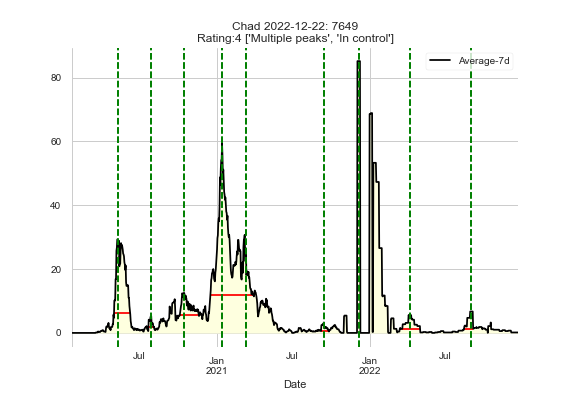 Chad 2022-12-22: 7649
Rating:4 ['Multiple peaks', 'In control']
Average-7d
80
60
40
20
0
Jul
Jan
2021
Jul
Jan
2022
Jul
Date